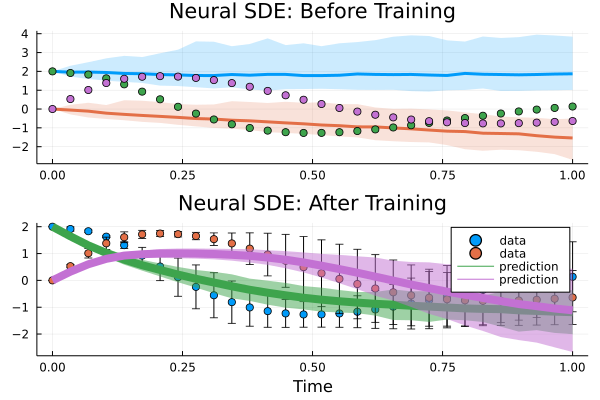 Neural SDE: Before Training
4
3
2
1
0
−1
−2
0.00 0.25 0.50 0.75 1.00
Neural SDE: After Training
2
1
0
−1
−2
data
data
prediction
prediction
0.00 0.25 0.50 0.75 1.00
Time